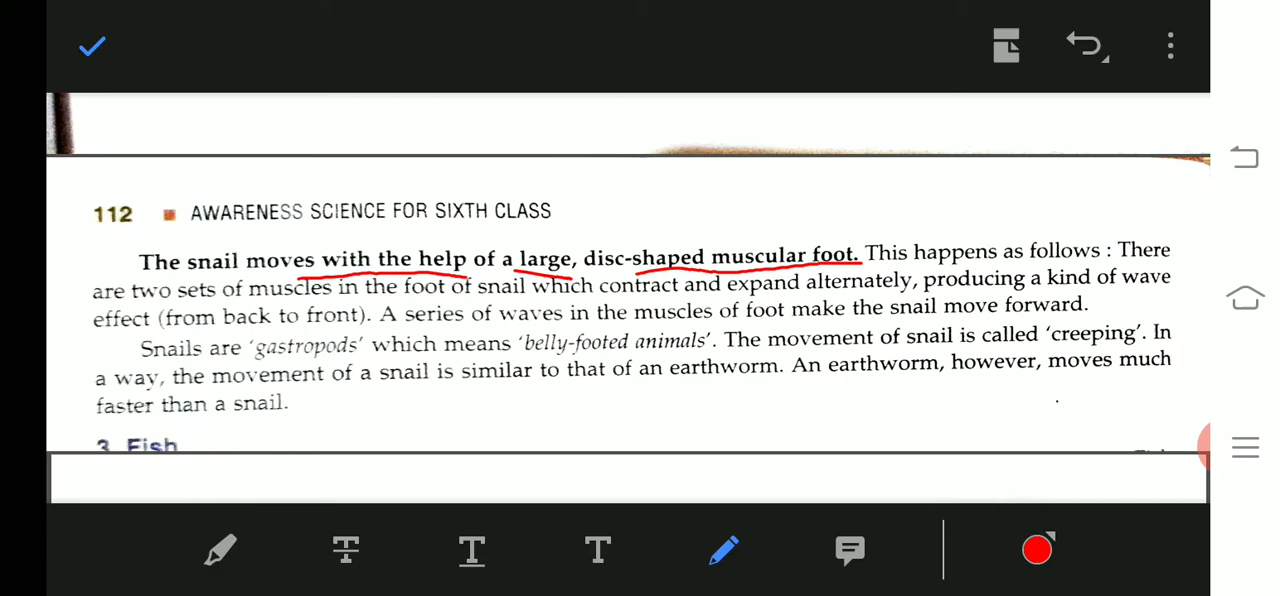 112 ▪ AWARENESS SCIENCE FOR SIXTH CLASS
The snail moves with the help of a large, disc-shaped muscular foot. This happens as follows : There
are two sets of muscles in the foot of snail which contract and expand alternately, producing a kind of wave
effect (from back to front). A series of waves in the muscles of foot make the snail move forward.
Snails are 'gastropods' which means 'belly-footed animals'. The movement of snail is called 'creeping'. In
a way, the movement of a snail is similar to that of an earthworm. An earthworm, however, moves much
faster than a snail.
3. Fish